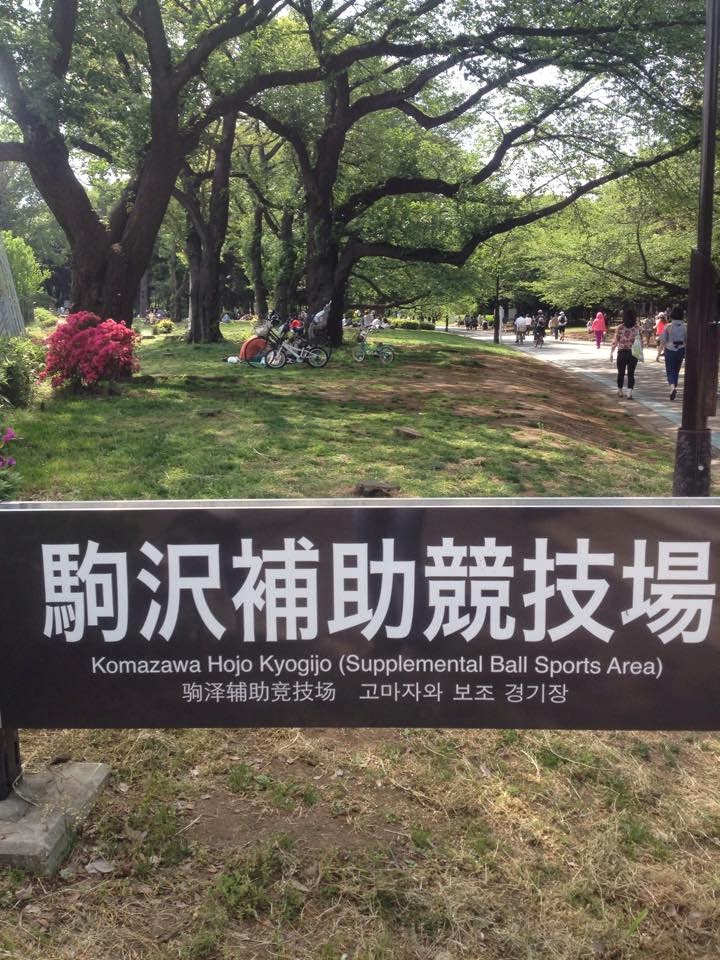 駒沢補助競技場
Komazawa Hojo Kyogijo (Supplemental Ball Sports Area)
驹泽辅助竞技场 고마자와 보조 경기장